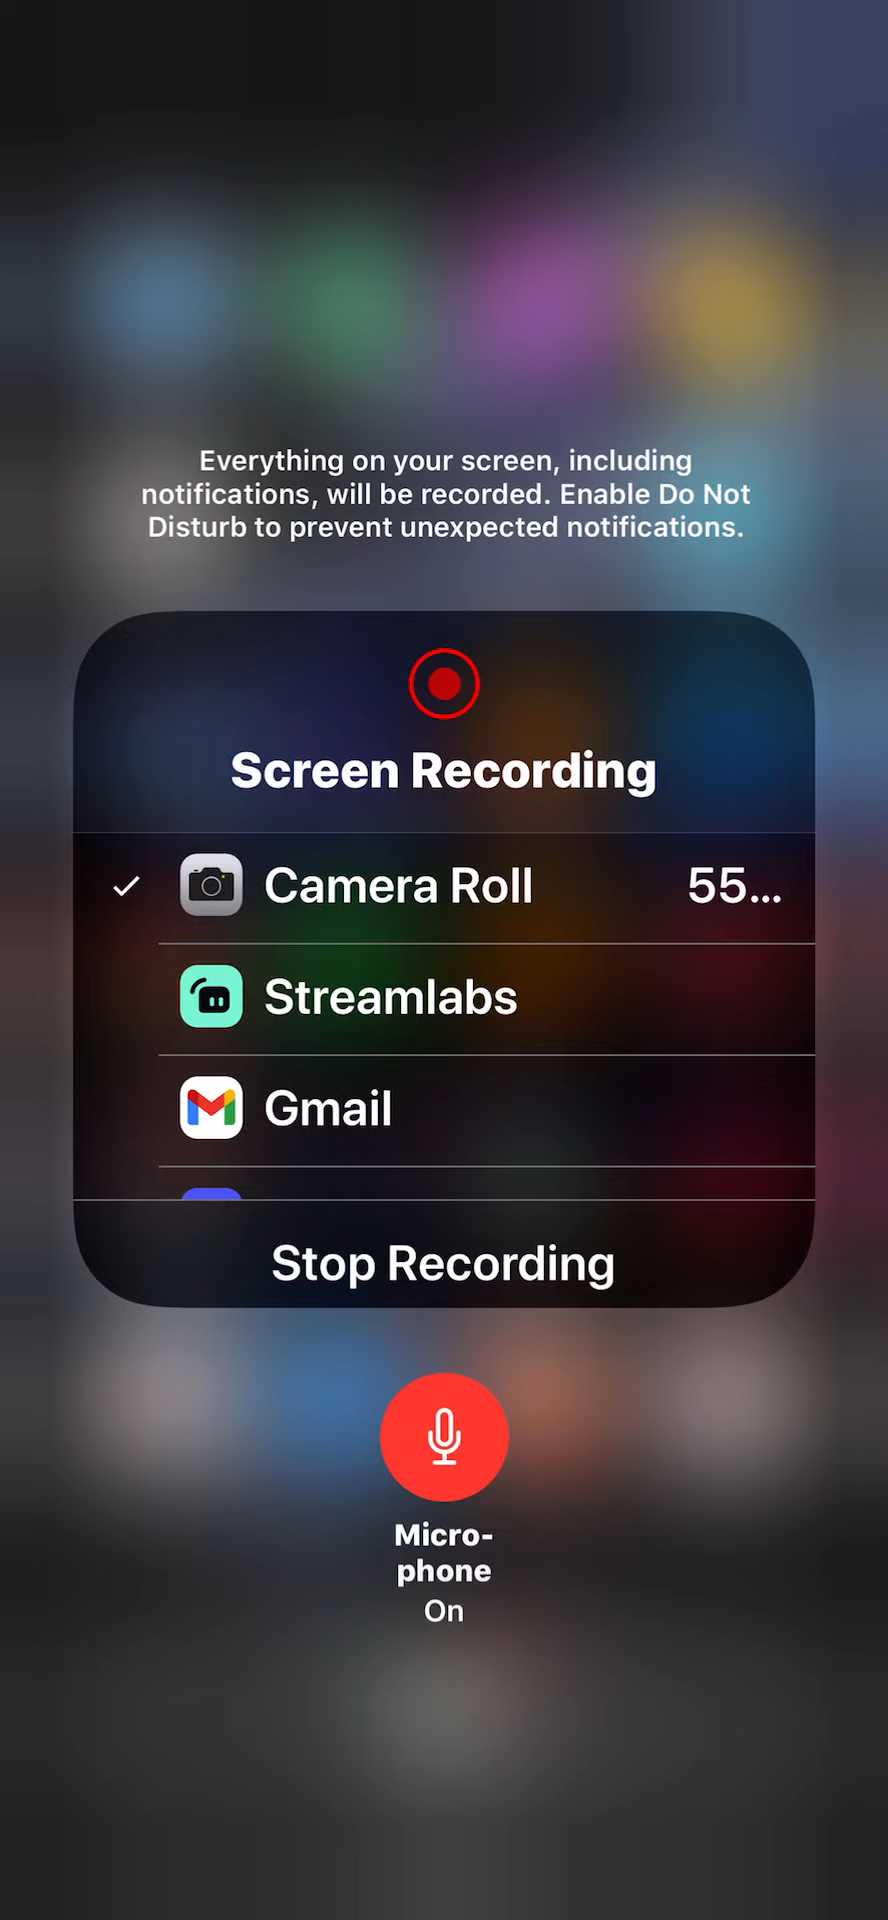 Everything on your screen, including
notifications, will be recorded. Enable Do Not
Disturb to prevent unexpected notifications.
Screen Recording
Camera Roll 55...
Streamlabs
Gmail
Stop Recording
Micro-
phone
On